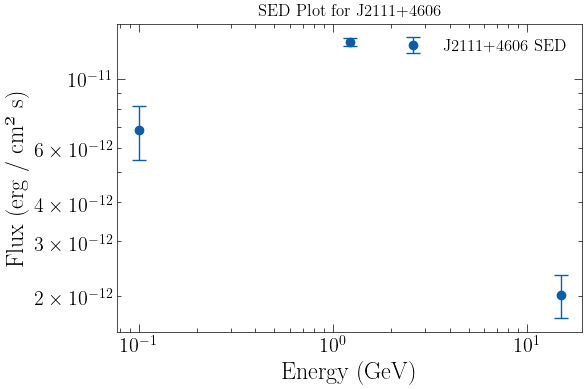 SED Plot for J2111+4606
J2111+4606 SED
Flux (erg / cm² s)
10⁻¹¹
6 × 10⁻¹²
4 × 10⁻¹²
3 × 10⁻¹²
2 × 10⁻¹²
10⁻¹ 10⁰ 10¹
Energy (GeV)